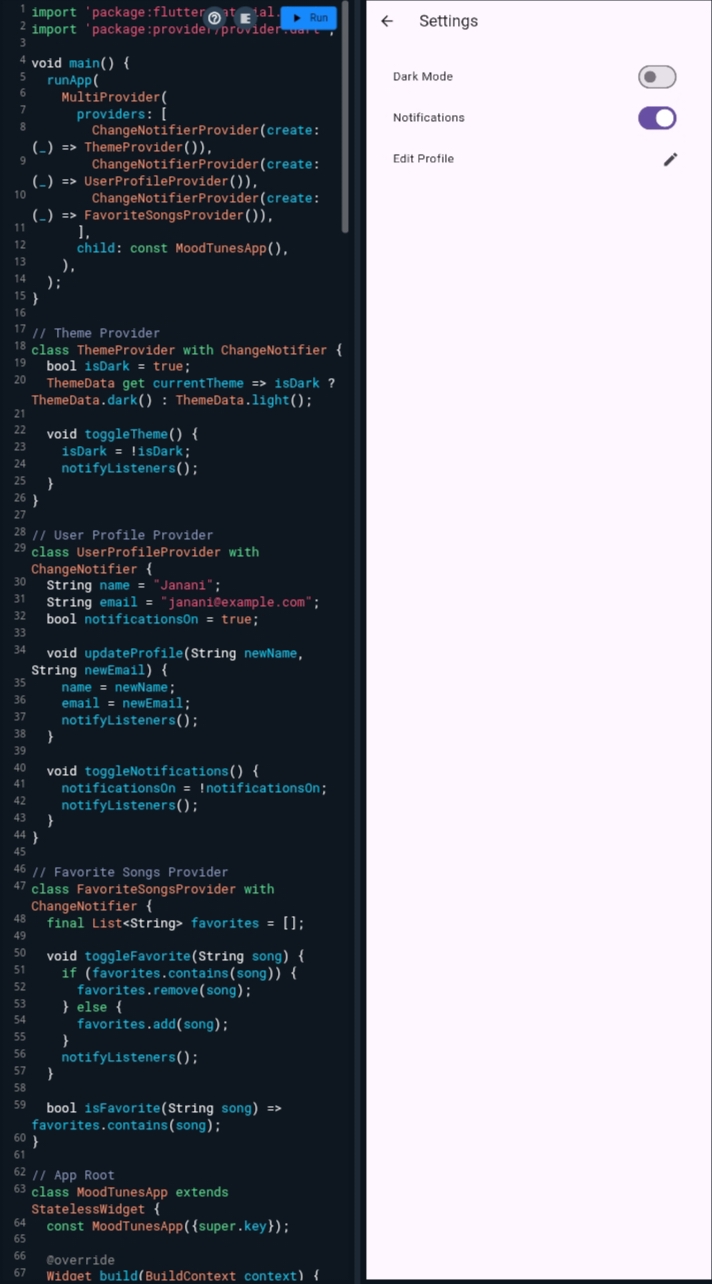 1 import 'package:flutter material.
2 import 'package:provider/provider.dart';
Run
3
4 void main() {
5 runApp(
6 MultiProvider(
7 providers: [
8 ChangeNotifierProvider(create:
(_) => ThemeProvider()),
9 ChangeNotifierProvider(create:
(_) => UserProfileProvider()),
10 ChangeNotifierProvider(create:
(_) => FavoriteSongsProvider()),
11 ],
12 child: const MoodTunesApp(),
13 ),
14 );
15 }
16
17 // Theme Provider
18 class ThemeProvider with ChangeNotifier {
19 bool isDark = true;
20 ThemeData get currentTheme => isDark ?
ThemeData.dark() : ThemeData.light();
21
22 void toggleTheme() {
23 isDark = !isDark;
24 notifyListeners();
25 }
26 }
27
28 // User Profile Provider
29 class UserProfileProvider with
ChangeNotifier {
30 String name = "Janani";
31 String email = "janani@example.com";
32 bool notificationsOn = true;
33
34 void updateProfile(String newName,
String newEmail) {
35 name = newName;
36 email = newEmail;
37 notifyListeners();
38 }
39
40 void toggleNotifications() {
41 notificationsOn = !notificationsOn;
42 notifyListeners();
43 }
44 }
45
46 // Favorite Songs Provider
47 class FavoriteSongsProvider with
ChangeNotifier {
48 final List<String> favorites = [];
49
50 void toggleFavorite(String song) {
51 if (favorites.contains(song)) {
52 favorites.remove(song);
53 } else {
54 favorites.add(song);
55 }
56 notifyListeners();
57 }
58
59 bool isFavorite(String song) =>
favorites.contains(song);
60 }
61
62 // App Root
63 class MoodTunesApp extends
StatelessWidget {
64 const MoodTunesApp({super.key});
65
66 @override
67 Widget build(BuildContext context) {
Settings
Dark Mode
Notifications
Edit Profile